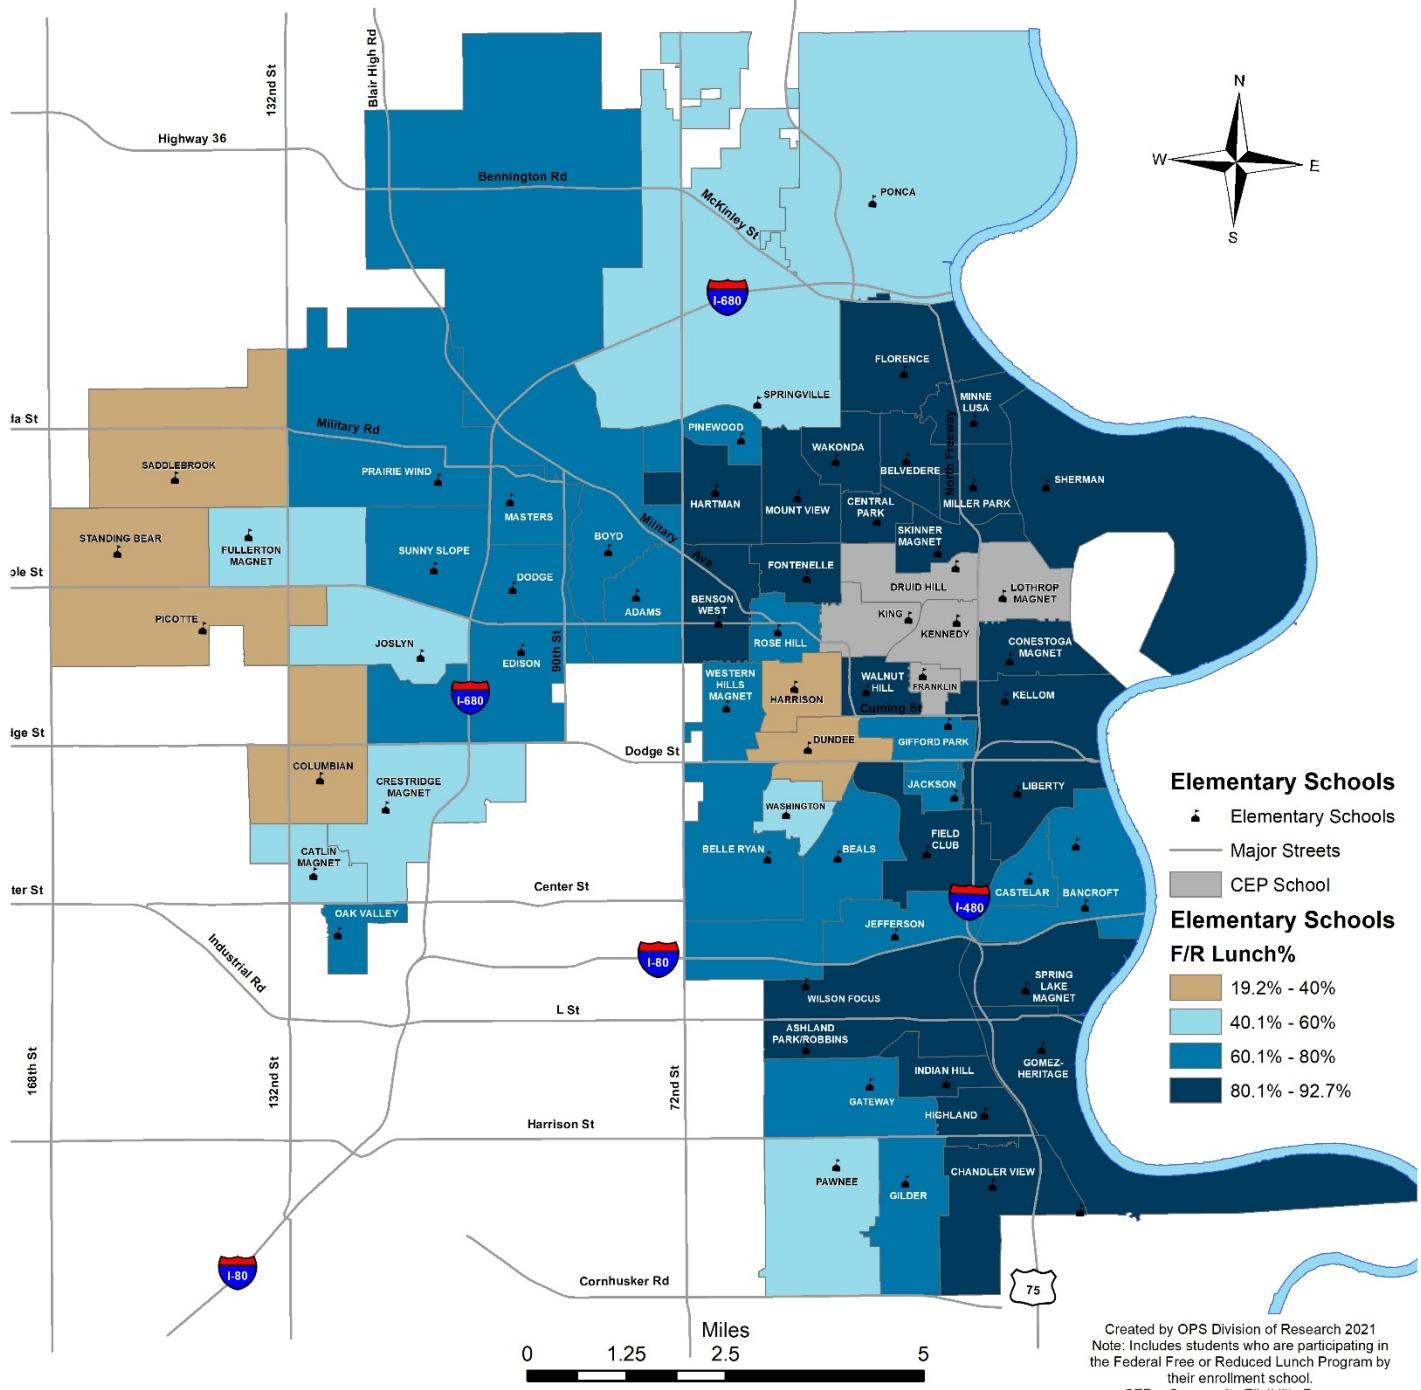 N
W
E
S
132nd St
Blair High Rd
Highway 36
Bennington Rd
McKinley St
PONCA
I-680
FLORENCE
MINNE
LUSA
SPRINGVILLE
North Freeway
da St
Military Rd
PINEWOOD
WAKONDA
BELVEDERE
SADDLEBROOK
PRAIRIE WIND
SHERMAN
HARTMAN
MOUNT VIEW
CENTRAL
PARK
MILLER PARK
MASTERS
Military
Ave
SKINNER
MAGNET
STANDING BEAR
FULLERTON
MAGNET
SUNNY SLOPE
BOYD
FONTENELLE
ple St
DODGE
DRUID HILL
LOTHROP
MAGNET
ADAMS
BENSON
WEST
KING
KENNEDY
PICOTTE
JOSLYN
ROSE HILL
CONESTOGA
MAGNET
90th St
EDISON
WESTERN
HILLS
MAGNET
HARRISON
WALNUT
HILL
FRANKLIN
KELLOM
I-680
Cuming St
dge St
Dodge St
DUNDEE
GIFFORD PARK
COLUMBIAN
CRESTRIDGE
MAGNET
JACKSON
LIBERTY
WASHINGTON
CATLIN
MAGNET
BELLE RYAN
BEALS
FIELD
CLUB
ter St
Center St
CASTELAR
BANCROFT
I-480
OAK VALLEY
JEFFERSON
Industrial Rd
I-80
SPRING
LAKE
MAGNET
WILSON FOCUS
L St
ASHLAND
PARK/ROBBINS
GOMEZ-
HERITAGE
168th St
132nd St
72nd St
INDIAN HILL
GATEWAY
HIGHLAND
Harrison St
CHANDLER VIEW
PAWNEE
GILDER
I-80
Cornhusker Rd
75
Elementary Schools
Elementary Schools
Major Streets
CEP School
Elementary Schools
F/R Lunch%
19.2% - 40%
40.1% - 60%
60.1% - 80%
80.1% - 92.7%
Miles
0 1.25 2.5 5
Created by OPS Division of Research 2021
Note: Includes students who are participating in
the Federal Free or Reduced Lunch Program by
their enrollment school.